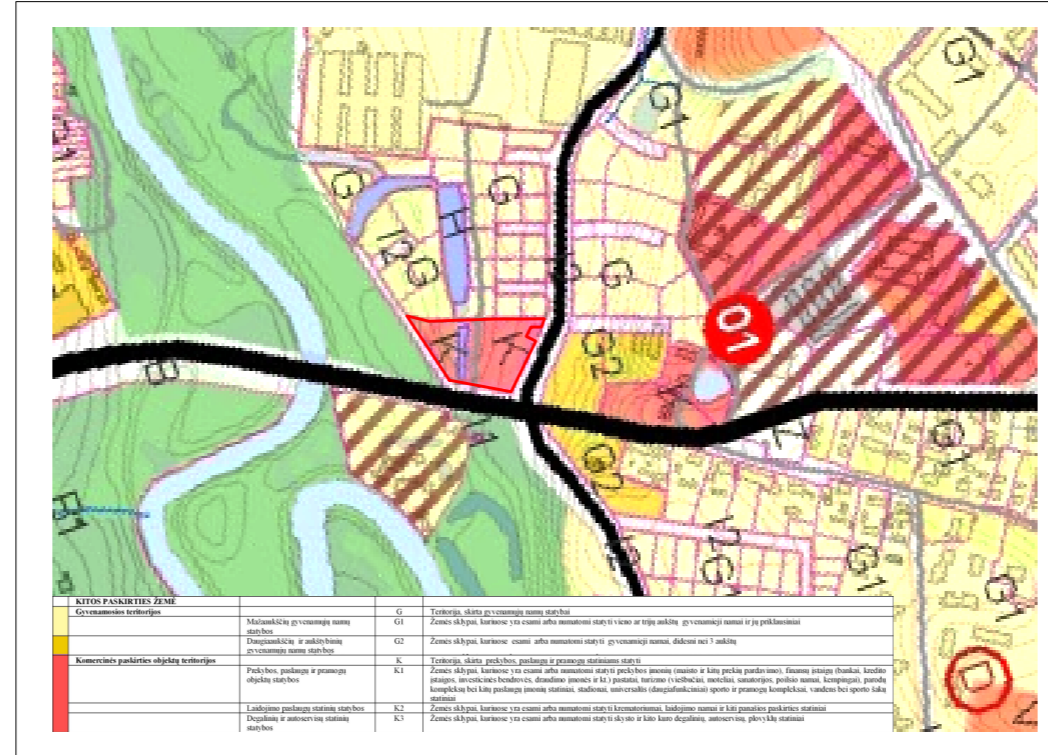 G1
G1
G
G
H
12
G
G
K
K
G2
01
K
B
G2
G1
12
G1
G1
G1
B1
KITOS PASKIRTIES ŽEMĖ
Gyvenamosios teritorijos G Teritorija, skirta gyvenamųjų namų statybai
Mažaaukščių gyvenamųjų namų G1 Žemės sklypai, kuriuose yra esami arba numatomi statyti vieno ar trijų aukštų gyvenamieji namai ir jų priklausiniai
statybos
Daugiaaukščių ir aukštybinių G2 Žemės sklypai, kuriuose esami arba numatomi statyti gyvenamieji namai, didesni nei 3 aukštų
gyvenamųjų namų statybos
Komercinės paskirties objektų teritorijos K Teritorija, skirta prekybos, paslaugų ir pramogų statiniams statyti
Prekybos, paslaugų ir pramogų K1 Žemės sklypai, kuriuose yra esami arba numatomi statyti prekybos įmonių (maisto ir kitų prekių pardavimo), finansų įstaigų (bankai, kredito
objektų statybos įstaigos, investicinės bendrovės, draudimo įmonės ir kt.) pastatai, turizmo (viešbučiai, moteliai, sanatorijos, poilsio namai, kempingai), parodų
kompleksų bei kitų paslaugų įmonių statiniai, stadionai, universalūs (daugiafunkciniai) sporto ir pramogų kompleksai, vandens bei sporto šakų
statiniai
Laidojimo paslaugų statinių statybos K2 Žemės sklypai, kuriuose yra esami arba numatomi statyti krematoriumai, laidojimo namai ir kiti panašios paskirties statiniai
Degalinių ir autoservisų statinių K3 Žemės sklypai, kuriuose yra esami arba numatomi statyti skysto ir kito kuro degalinių, autoservisų, plovyklų statiniai
statybos